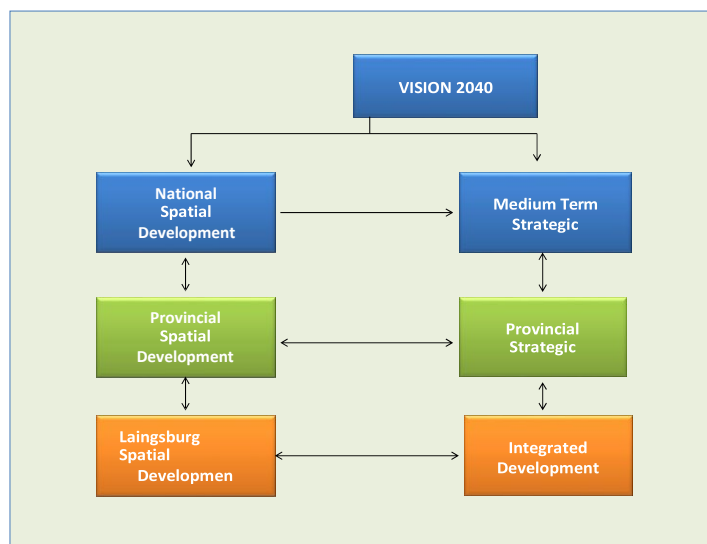 VISION 2040
National
Spatial
Development
Medium Term
Strategic
Provincial
Spatial
Development
Provincial
Strategic
Laingsburg
Spatial
Developmen
Integrated
Development